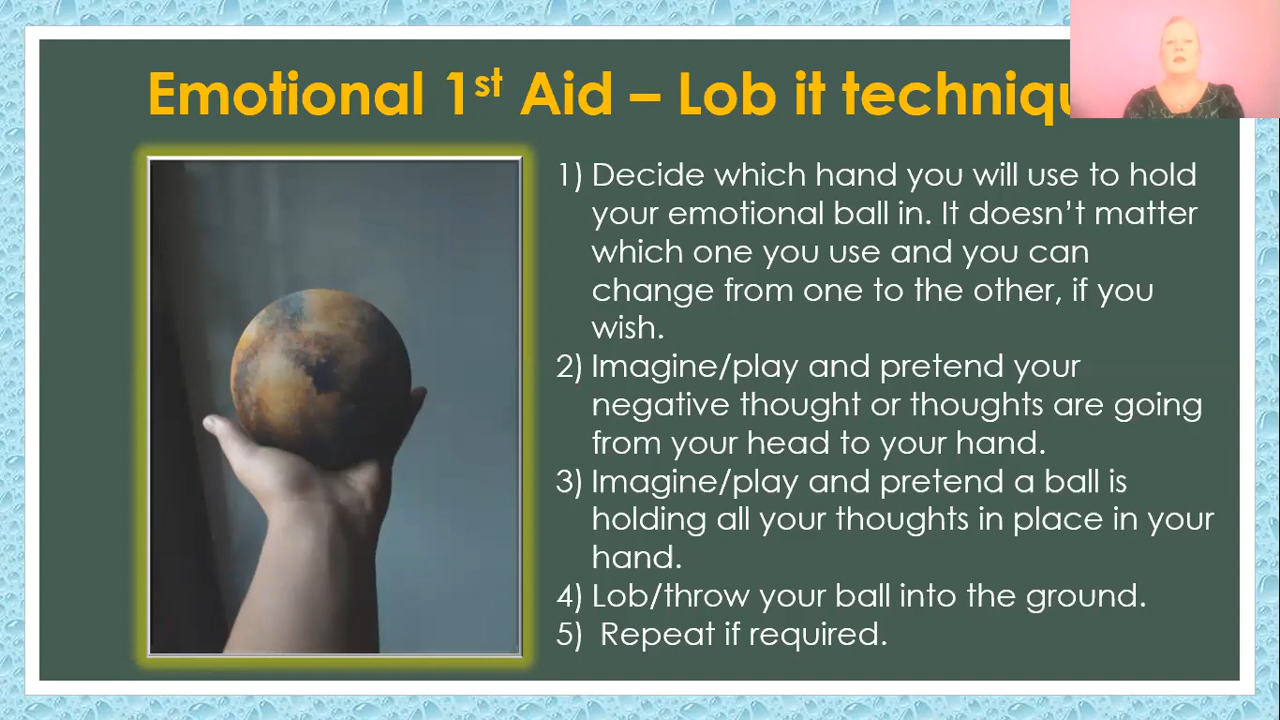 Emotional 1st Aid – Lob it techniqu
1) Decide which hand you will use to hold
your emotional ball in. It doesn’t matter
which one you use and you can
change from one to the other, if you
wish.
2) Imagine/play and pretend your
negative thought or thoughts are going
from your head to your hand.
3) Imagine/play and pretend a ball is
holding all your thoughts in place in your
hand.
4) Lob/throw your ball into the ground.
5) Repeat if required.